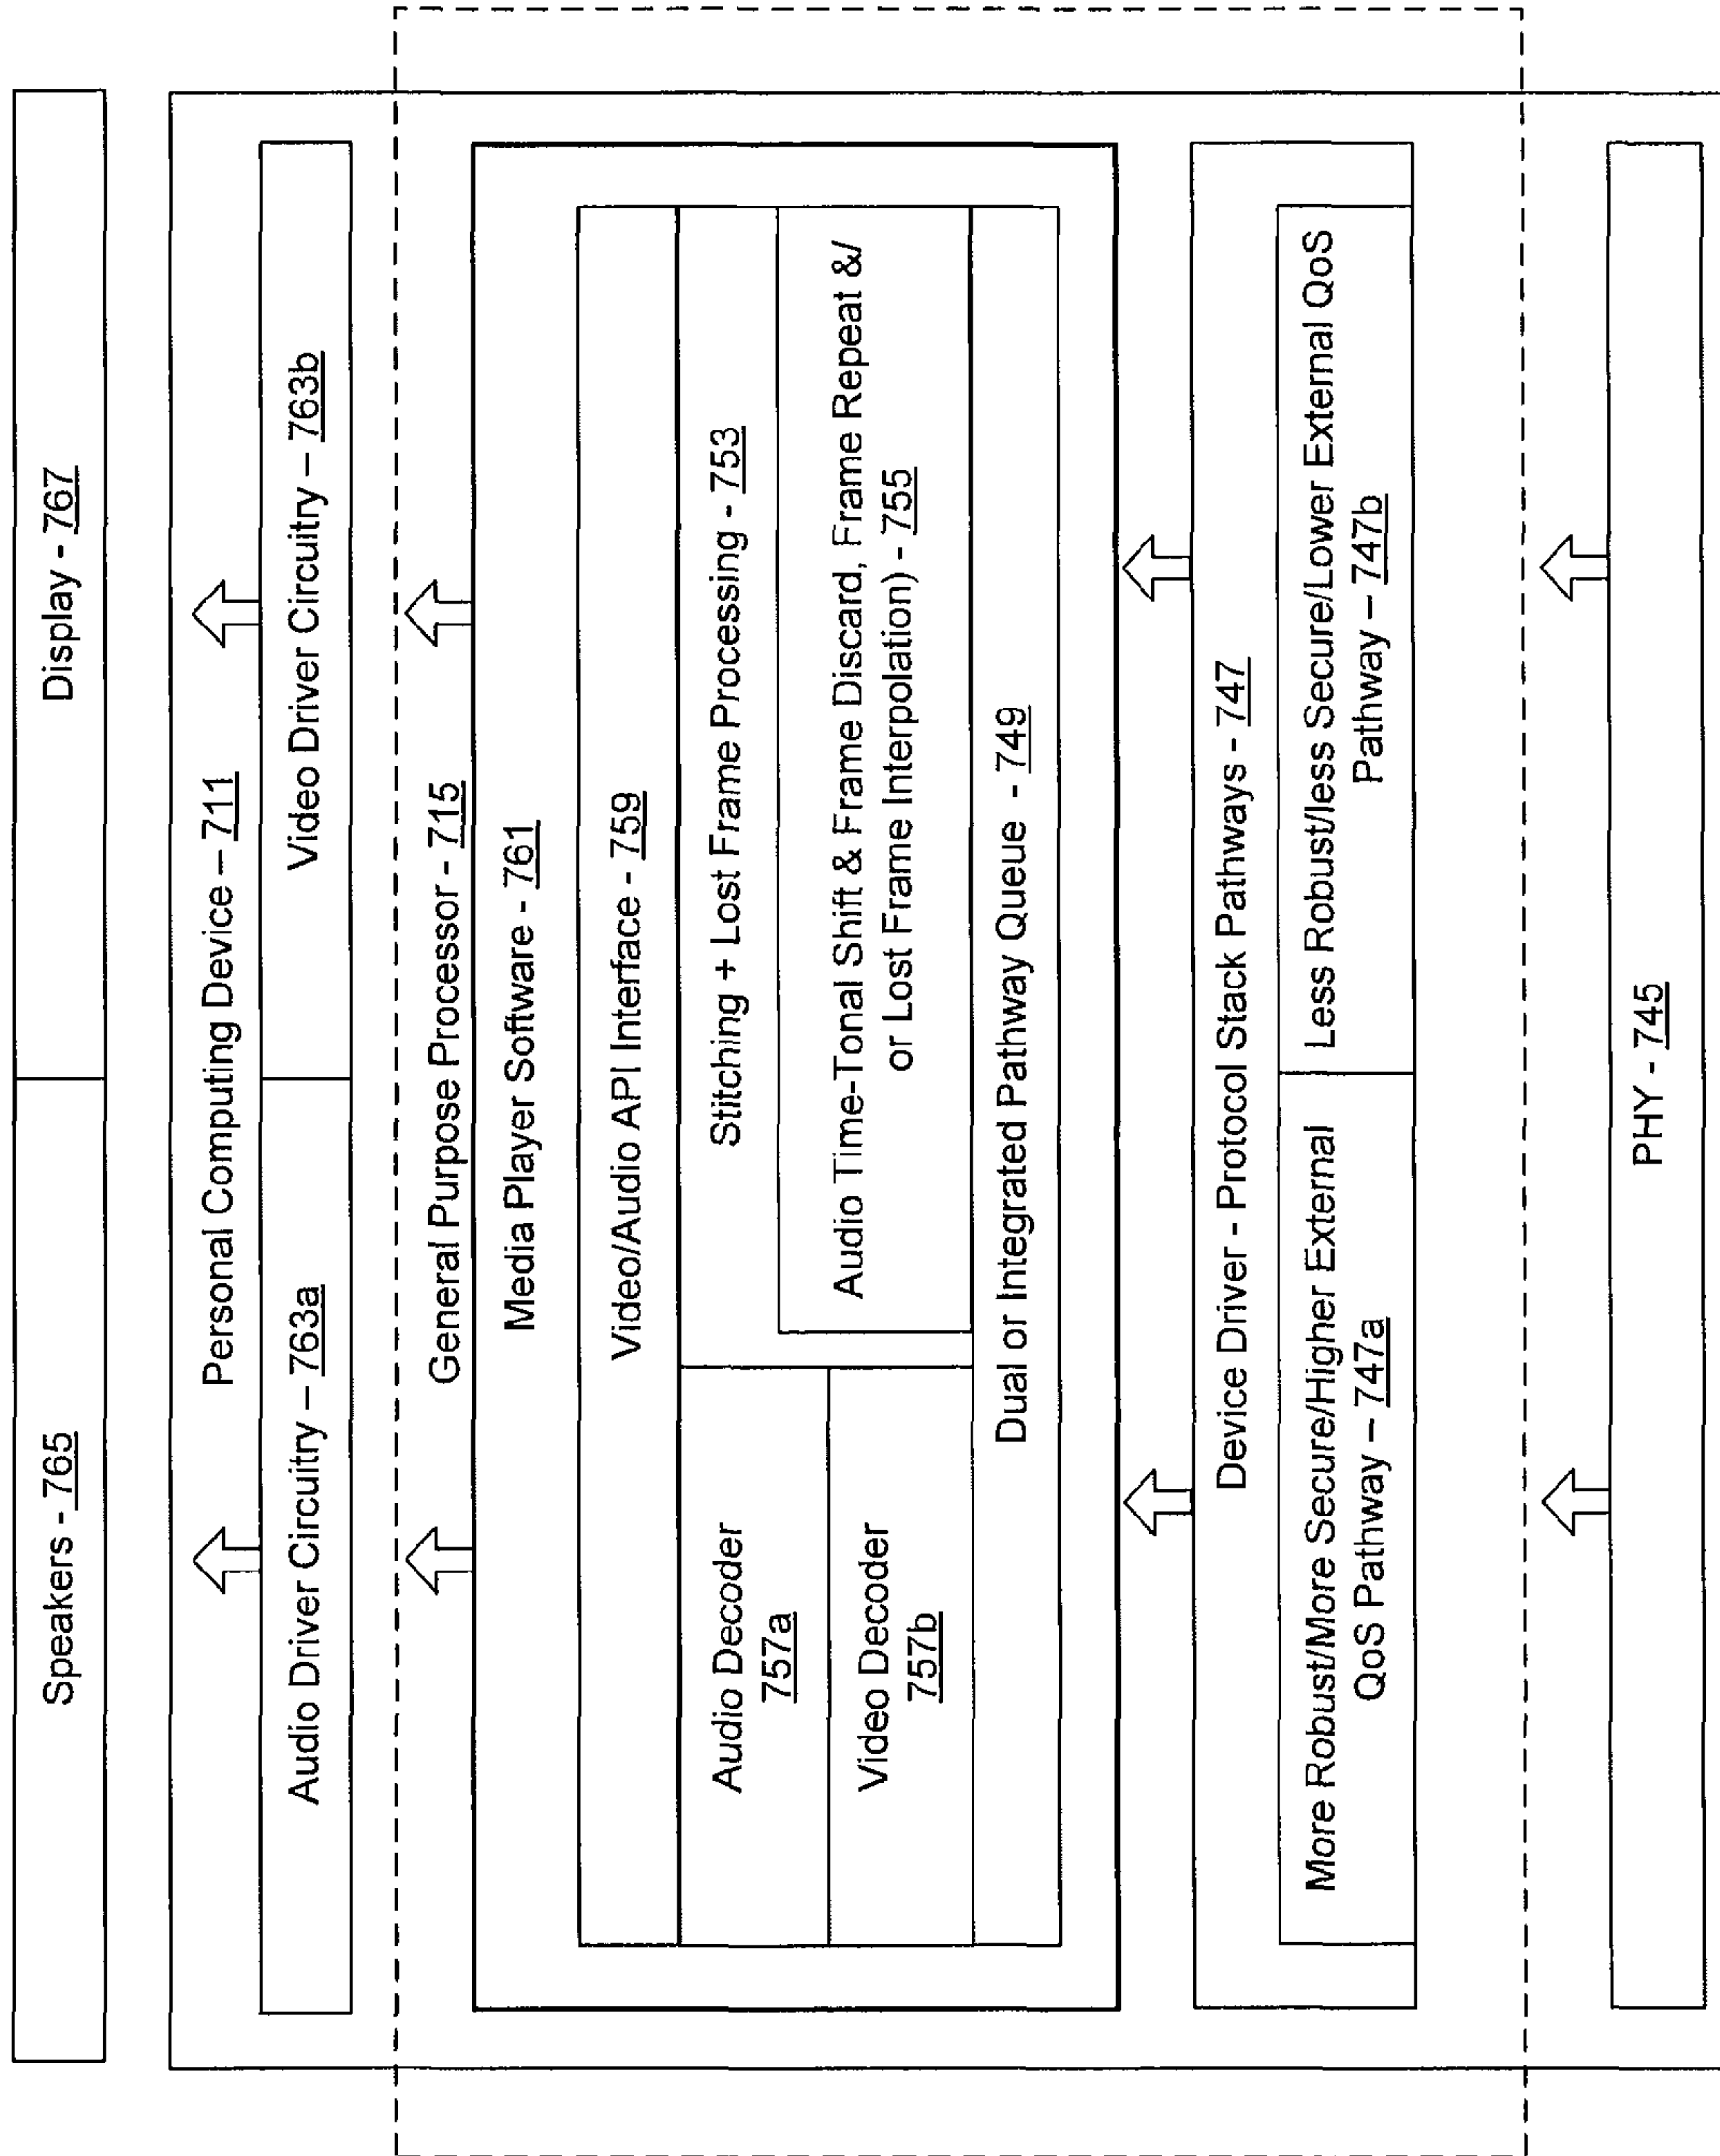 Speakers - 765
Display - 767
Personal Computing Device – 711
Audio Driver Circuitry – 763a
Video Driver Circuitry – 763b
General Purpose Processor - 715
Media Player Software - 761
Video/Audio API Interface - 759
Audio Decoder
757a
Video Decoder
757b
Stitching + Lost Frame Processing - 753
Audio Time-Tonal Shift & Frame Discard, Frame Repeat &/
or Lost Frame Interpolation) - 755
Dual or Integrated Pathway Queue - 749
Device Driver - Protocol Stack Pathways - 747
More Robust/More Secure/Higher External
QoS Pathway – 747a
Less Robust/less Secure/Lower External QoS
Pathway – 747b
PHY - 745